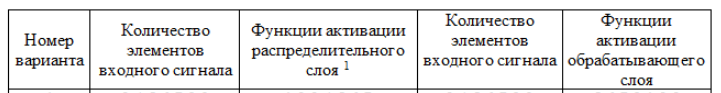 Номер
варианта
Количество
элементов
входного сигнала
Функции активации
распределительного
слоя 1
Количество
элементов
входного сигнала
Функции
активации
обрабатывающего
слоя